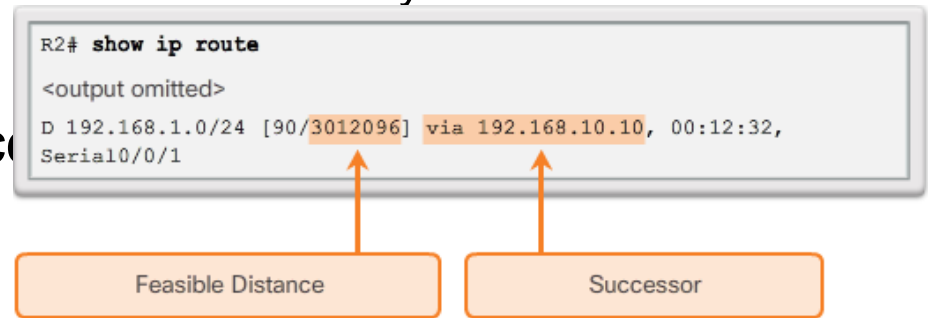 R2# show ip route
<output omitted>
D 192.168.1.0/24 [90/3012096] via 192.168.10.10, 00:12:32,
Serial0/0/1
Feasible Distance
Successor